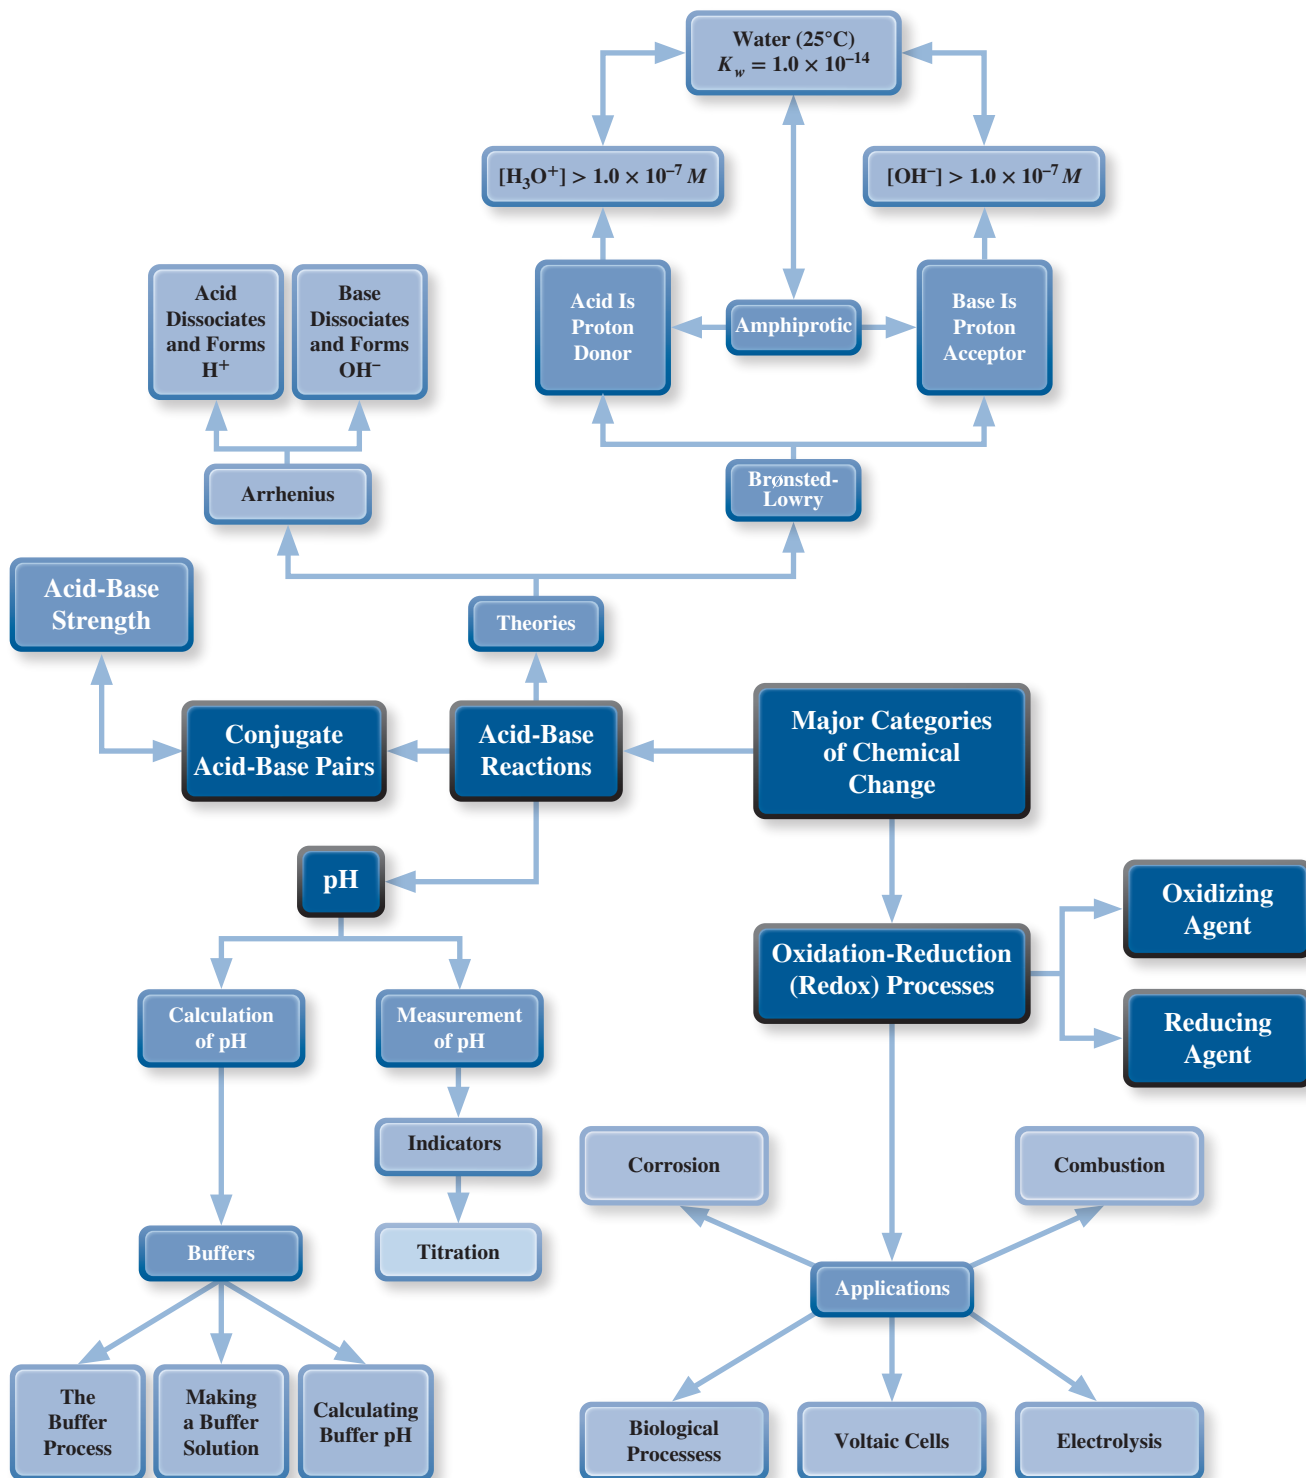 Water (25°C)
K_w = 1.0 × 10⁻¹⁴
[H₃O⁺] > 1.0 × 10⁻⁷ M
[OH⁻] > 1.0 × 10⁻⁷ M
Acid
Dissociates
and Forms
H⁺
Base
Dissociates
and Forms
OH⁻
Acid Is
Proton
Donor
Amphiprotic
Base Is
Proton
Acceptor
Arrhenius
Brønsted-
Lowry
Acid-Base
Strength
Theories
Conjugate
Acid-Base Pairs
Acid-Base
Reactions
Major Categories
of Chemical
Change
pH
Oxidizing
Agent
Oxidation-Reduction
(Redox) Processes
Reducing
Agent
Calculation
of pH
Measurement
of pH
Indicators
Corrosion
Combustion
Buffers
Titration
Applications
The
Buffer
Process
Making
a Buffer
Solution
Calculating
Buffer pH
Biological
Processess
Voltaic Cells
Electrolysis